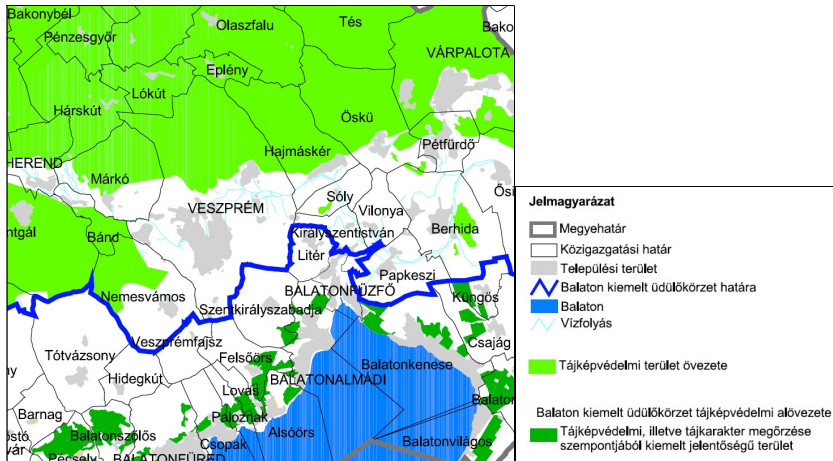 Bakonybél
Olaszfalu
Tés
Pénzesgyőr
VÁRPALOTA
Eplény
Lókút
Hárskút
Öskü
Pétfürdő
Hajmáskér
HEREND
Márkó
Sóly
VESZPRÉM
Vilonya
Királyszentistván
Berhida
Bánd
Litér
Papkeszi
Nemesvámos
BALATONFŰZFŐ
Küngös
Szentkirályszabadja
Veszprémfajsz
Csajág
Tótvázsony
Felsőörs
Balatonkenese
Hidegkút
BALATONALMÁDI
Lovas
Barnag
Paloznak
Alsóörs
Balatonszőlős
Csopak
Balatonvilágos
Pécsely
BALATONFÜRED
Jelmagyarázat
Megyehatár
Közigazgatási határ
Települési terület
Balaton kiemelt üdülőkörzet határa
Balaton
Vízfolyás
Tájképvédelmi terület övezete
Balaton kiemelt üdülőkörzet tájképvédelmi alövezete
Tájképvédelmi, illetve tájkarakter megőrzése
szempontjából kiemelt jelentőségű terület